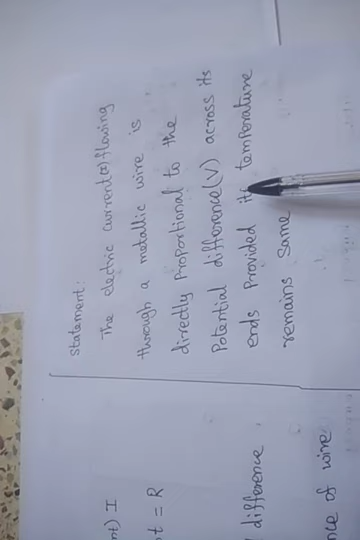 statement:
The electric current(I) flowing
through a metallic wire is
directly proportional to the
Potential difference(V) across its
ends Provided it temperature
remains Same
nt) I
t = R
difference
nce of wire